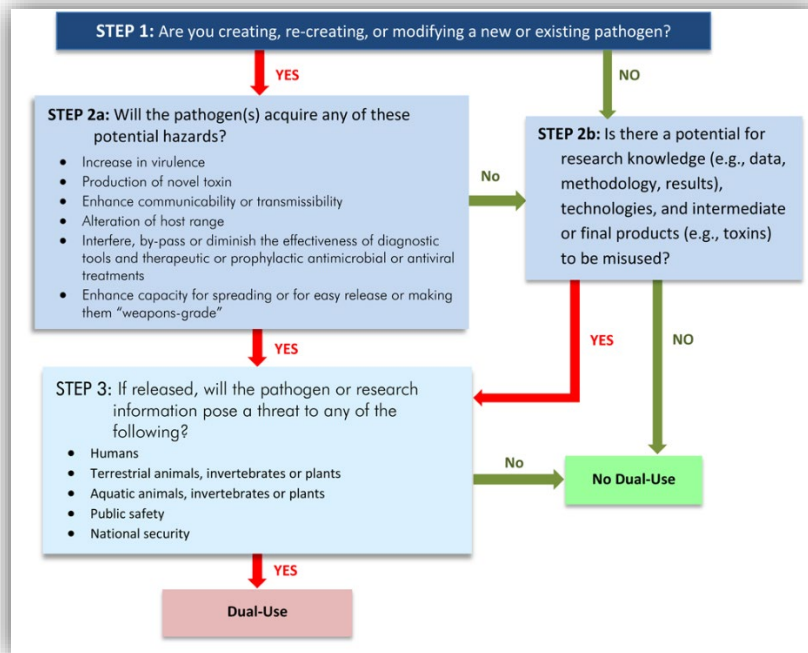 STEP 1: Are you creating, re-creating, or modifying a new or existing pathogen?
YES
NO
STEP 2a: Will the pathogen(s) acquire any of these
potential hazards?
• Increase in virulence
• Production of novel toxin
• Enhance communicability or transmissibility
• Alteration of host range
• Interfere, by-pass or diminish the effectiveness of diagnostic
tools and therapeutic or prophylactic antimicrobial or antiviral
treatments
• Enhance capacity for spreading or for easy release or making
them “weapons-grade”
No
STEP 2b: Is there a potential for
research knowledge (e.g., data,
methodology, results),
technologies, and intermediate
or final products (e.g., toxins)
to be misused?
YES
YES
NO
STEP 3: If released, will the pathogen or research
information pose a threat to any of the
following?
• Humans
• Terrestrial animals, invertebrates or plants
• Aquatic animals, invertebrates or plants
• Public safety
• National security
No
No Dual-Use
YES
Dual-Use